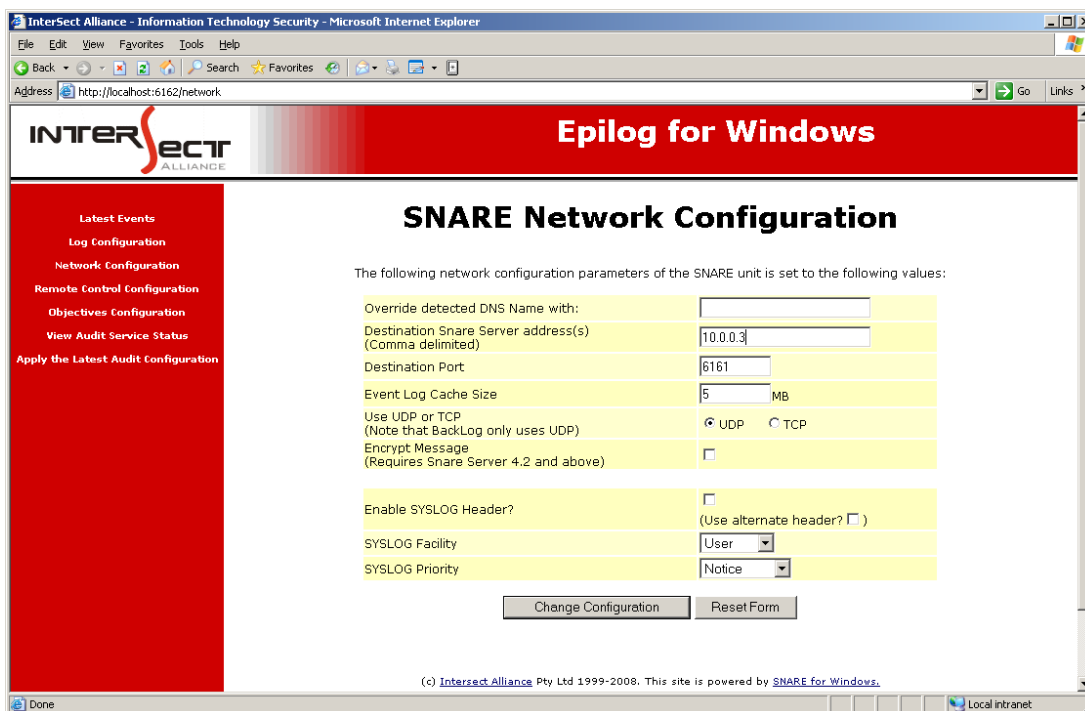 InterSect Alliance - Information Technology Security - Microsoft Internet Explorer
File Edit View Favorites Tools Help
Back Search Favorites
Address http://localhost:6162/network Go Links
INTERSECT
ALLIANCE
Epilog for Windows
Latest Events
Log Configuration
Network Configuration
Remote Control Configuration
Objectives Configuration
View Audit Service Status
Apply the Latest Audit Configuration
SNARE Network Configuration
The following network configuration parameters of the SNARE unit is set to the following values:
Override detected DNS Name with:
Destination Snare Server address(s)
(Comma delimited) 10.0.0.3
Destination Port 6161
Event Log Cache Size 5 MB
Use UDP or TCP
(Note that BackLog only uses UDP) UDP TCP
Encrypt Message
(Requires Snare Server 4.2 and above)
Enable SYSLOG Header?
(Use alternate header? )
SYSLOG Facility User
SYSLOG Priority Notice
Change Configuration Reset Form
(c) Intersect Alliance Pty Ltd 1999-2008. This site is powered by SNARE for Windows.
Done Local intranet